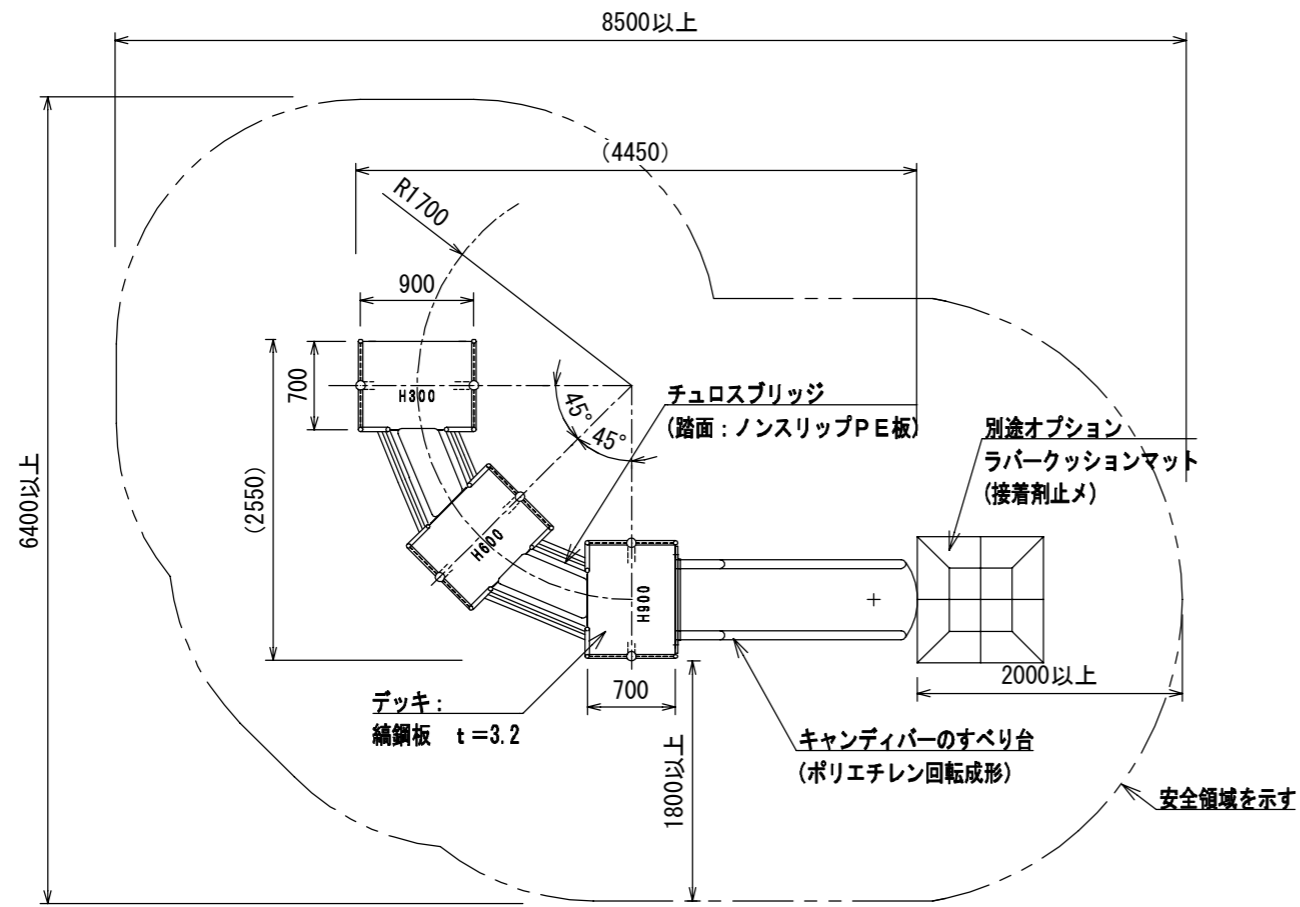 8500以上
(4450)
R1700
900
700
H300
45°
45°
チュロスブリッジ
(踏面：ノンスリップＰＥ板)
別途オプション
ラバークッションマット
(接着剤止メ)
6400以上
(2550)
H600
H900
2000以上
デッキ：
縞鋼板　ｔ＝3.2
700
1800以上
キャンディバーのすべり台
(ポリエチレン回転成形)
安全領域を示す